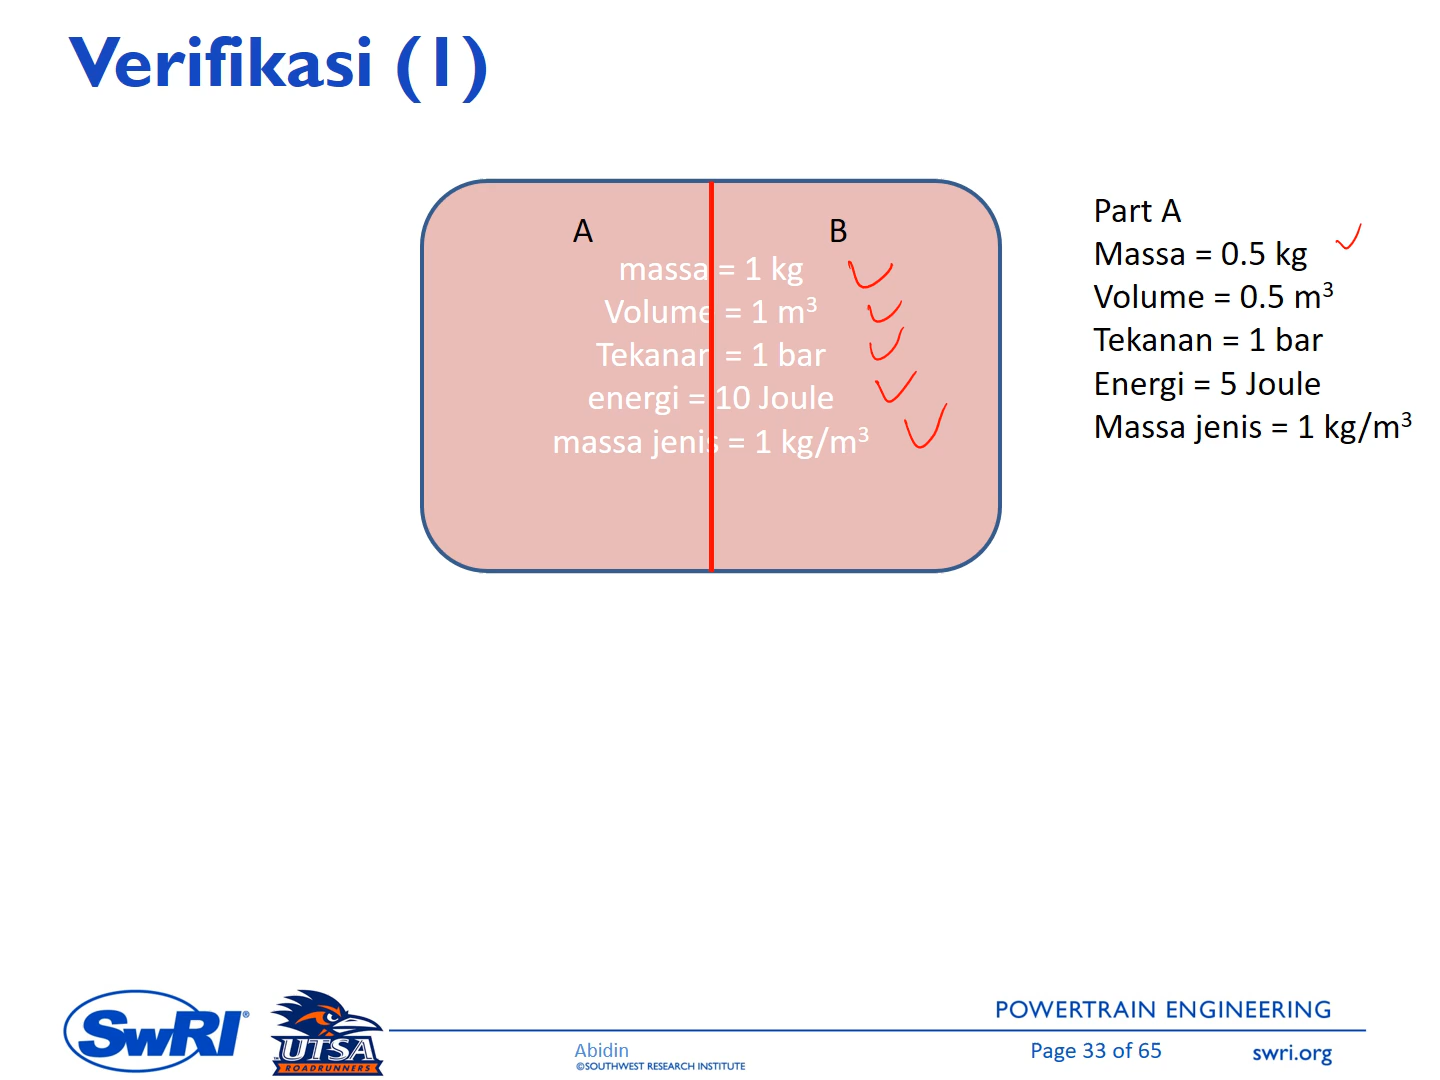 Verifikasi (1)
A
B
massa = 1 kg
Volume = 1 m³
Tekanan = 1 bar
energi = 10 Joule
massa jenis = 1 kg/m³
Part A
Massa = 0.5 kg
Volume = 0.5 m³
Tekanan = 1 bar
Energi = 5 Joule
Massa jenis = 1 kg/m³
SwRI®
UTSA
ROADRUNNERS
Abidin
©SOUTHWEST RESEARCH INSTITUTE
POWERTRAIN ENGINEERING
Page 33 of 65
swri.org